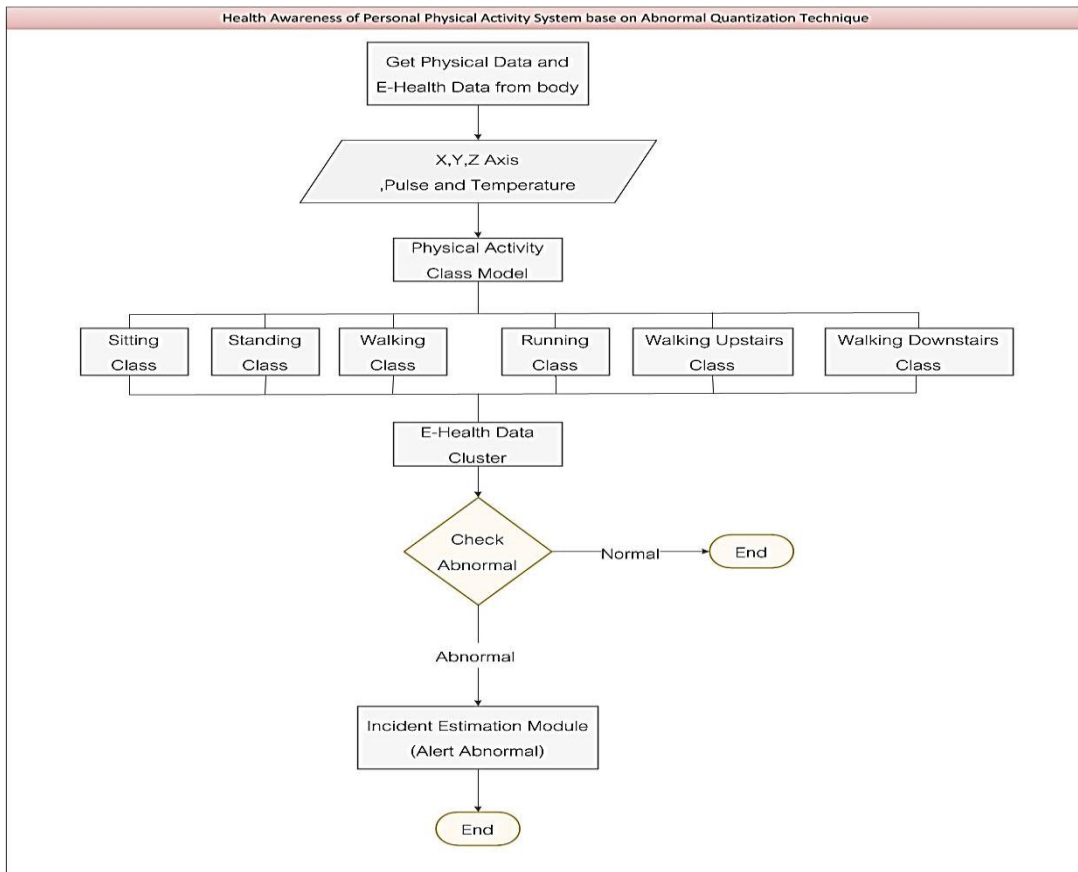 Health Awareness of Personal Physical Activity System base on Abnormal Quantization Technique
Get Physical Data and
E-Health Data from body
X,Y,Z Axis
,Pulse and Temperature
Physical Activity
Class Model
Sitting
Class
Standing
Class
Walking
Class
Running
Class
Walking Upstairs
Class
Walking Downstairs
Class
E-Health Data
Cluster
Check
Abnormal
Normal
End
Abnormal
Incident Estimation Module
(Alert Abnormal)
End